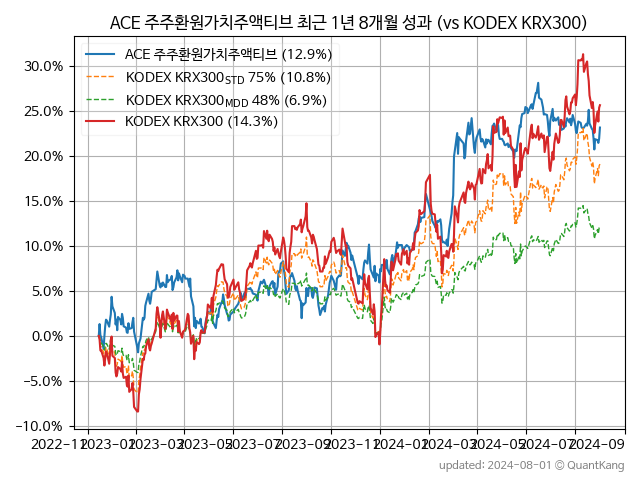 ACE 주주환원가치주액티브 최근 1년 8개월 성과 (vs KODEX KRX300)
ACE 주주환원가치주액티브 (12.9%)
KODEX KRX300STD 75% (10.8%)
KODEX KRX300MDD 48% (6.9%)
KODEX KRX300 (14.3%)
30.0%
25.0%
20.0%
15.0%
10.0%
5.0%
0.0%
−5.0%
−10.0%
2022−11 2023−01 2023−03 2023−05 2023−07 2023−09 2023−11 2024−01 2024−03 2024−05 2024−07 2024−09
updated: 2024-08-01 © QuantKang